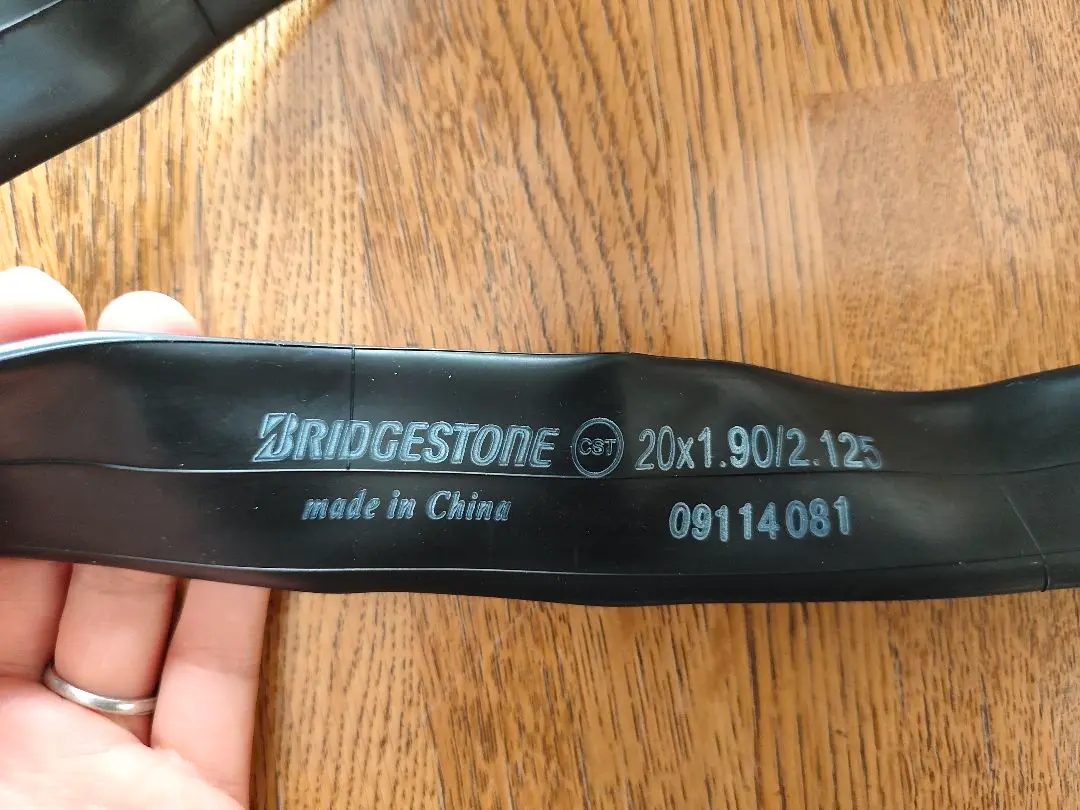 BRIDGESTONE CST 20x1.90/2.125
made in China 09114081